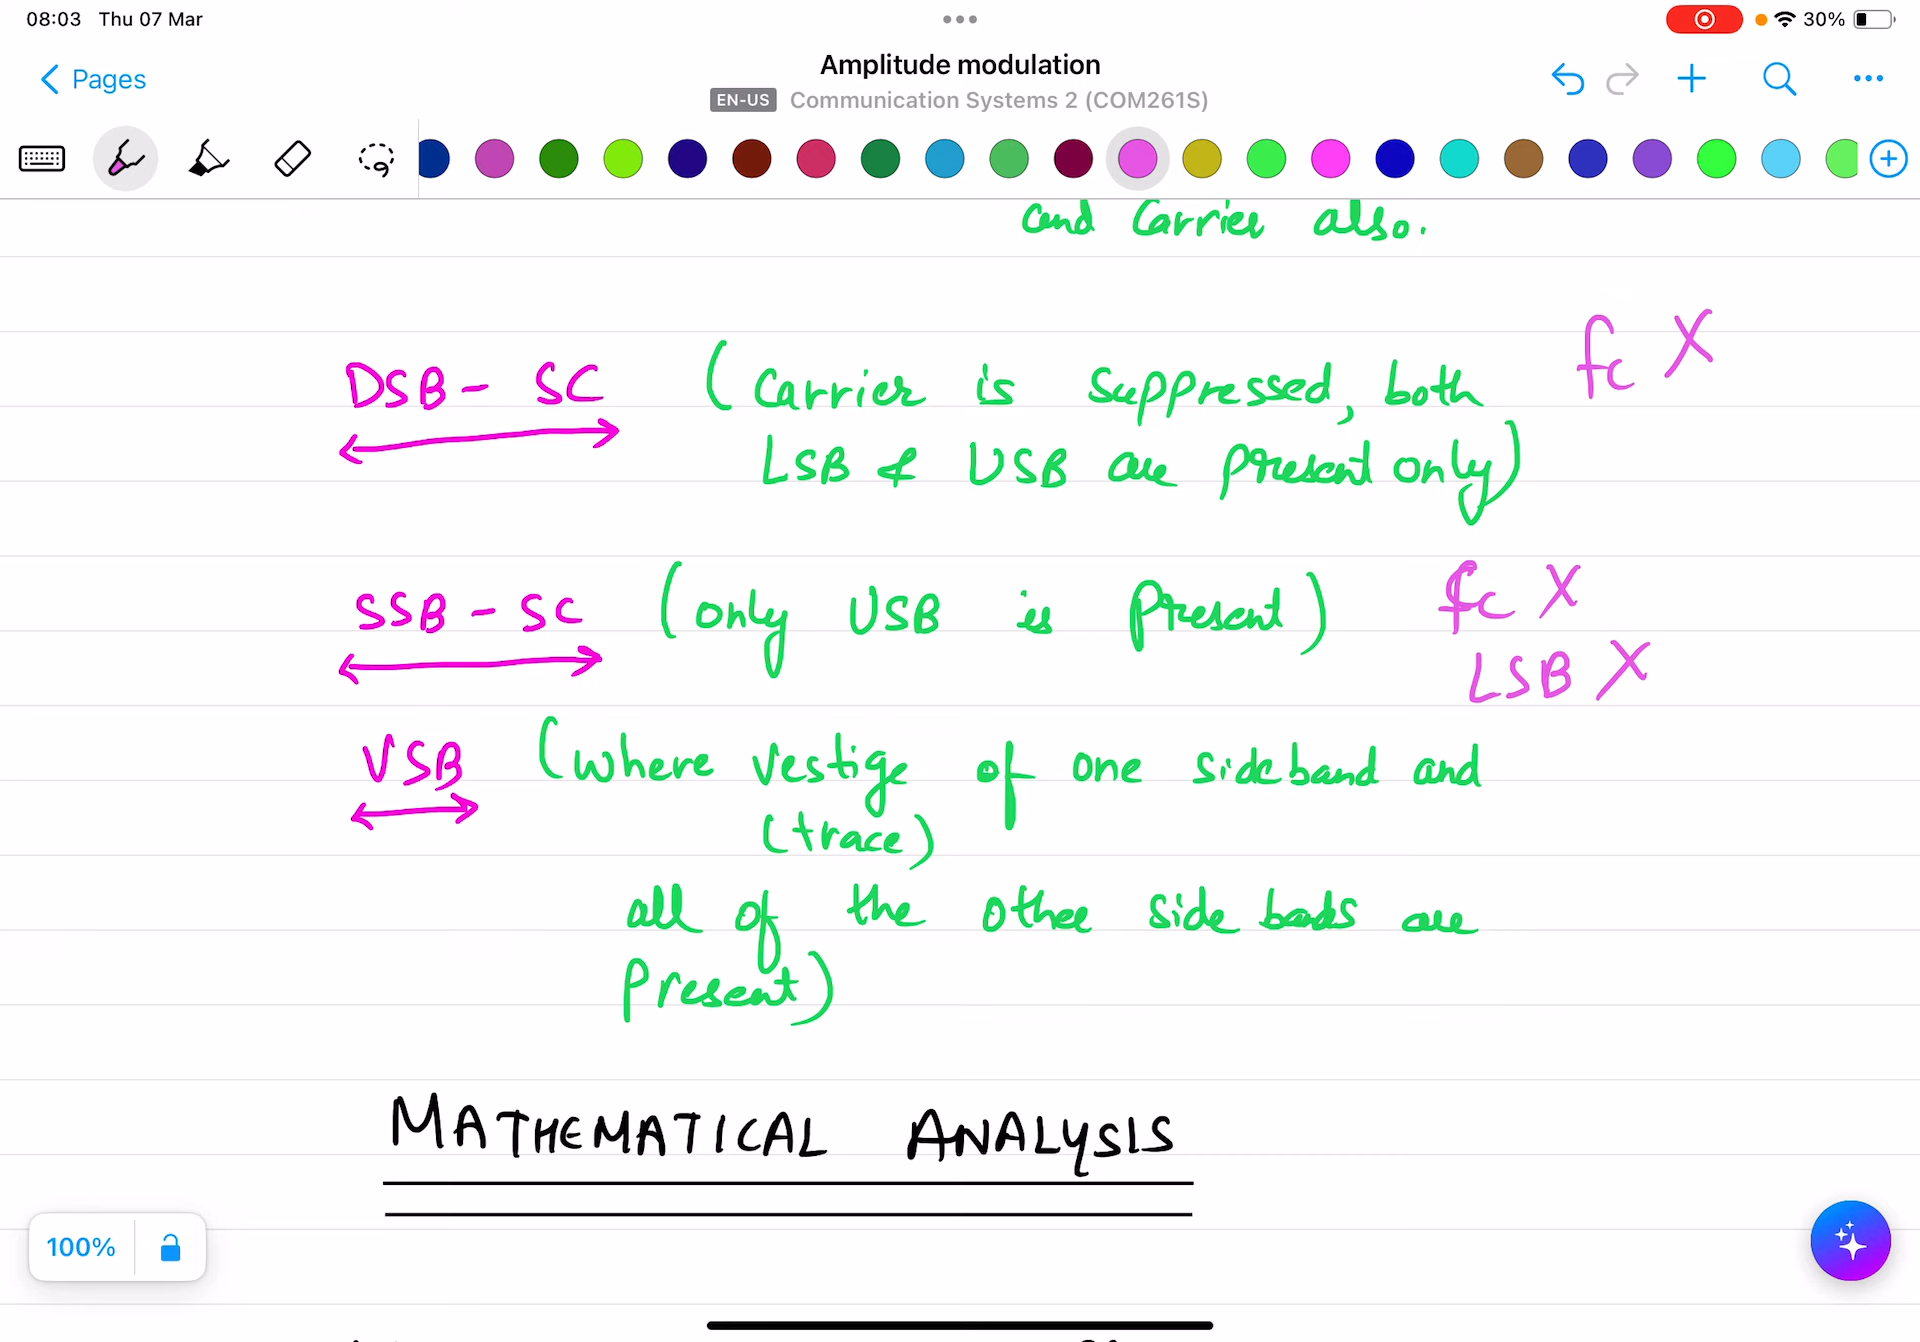 08:03 Thu 07 Mar
30%
Pages
Amplitude modulation
EN-US Communication Systems 2 (COM261S)
and Carrier also.
DSB - SC (Carrier is suppressed, both fc X
LSB & USB are present only)
SSB - SC (only USB is present) fc X
LSB X
VSB (where vestige of one sideband and
(trace)
all of the other side bands are
present)
MATHEMATICAL ANALYSIS
100%